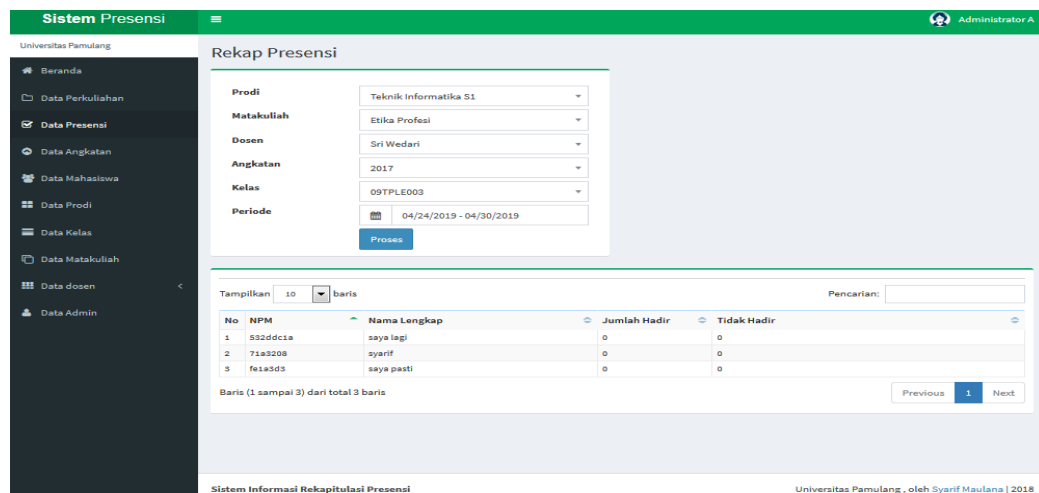 Sistem Presensi
Administrator A
Universitas Pamulang
Beranda
Data Perkuliahan
Data Presensi
Data Angkatan
Data Mahasiswa
Data Prodi
Data Kelas
Data Matakuliah
Data dosen <
Data Admin
Rekap Presensi
Prodi Teknik Informatika S1
Matakuliah Etika Profesi
Dosen Sri Wedari
Angkatan 2017
Kelas 09TPLE003
Periode 04/24/2019 - 04/30/2019
Proses
Tampilkan 10 baris Pencarian:
No NPM Nama Lengkap Jumlah Hadir Tidak Hadir
1 532ddc1a saya lagi 0 0
2 71a3208 syarif 0 0
3 fe1a3d3 saya pasti 0 0
Baris (1 sampai 3) dari total 3 baris Previous 1 Next
Sistem Informasi Rekapitulasi Presensi Universitas Pamulang , oleh Syarif Maulana | 2018